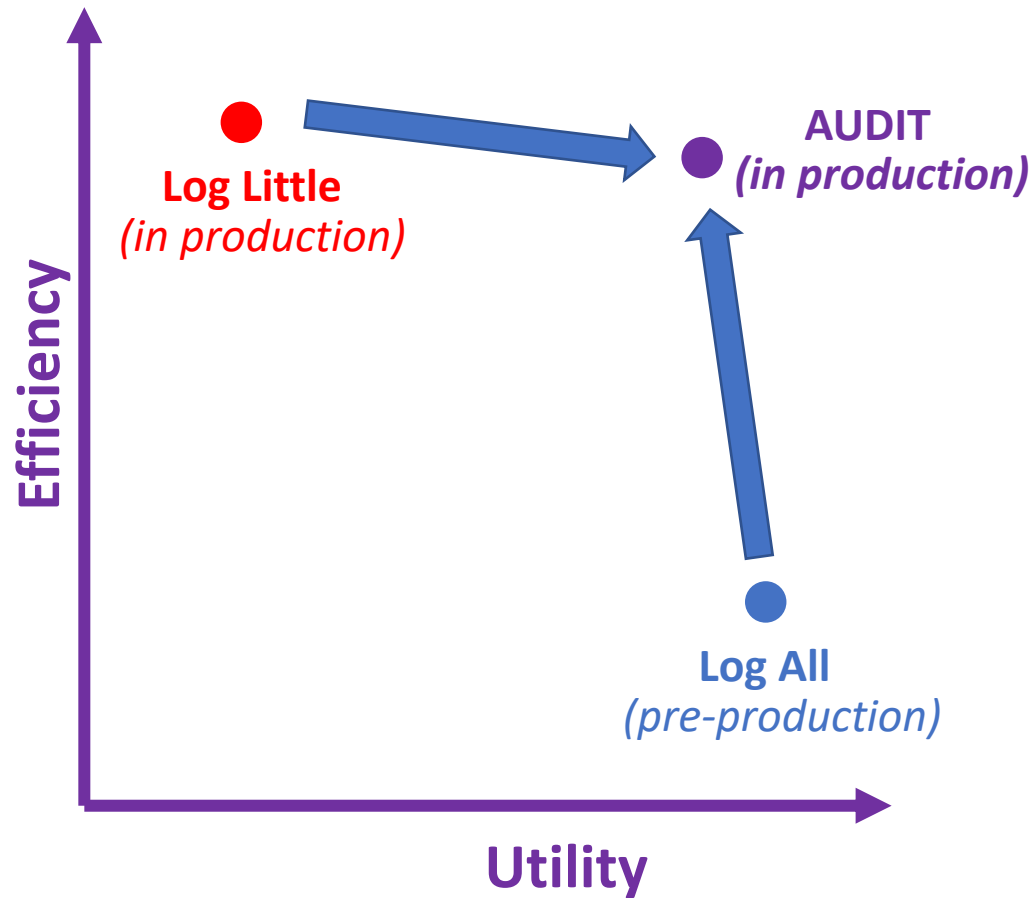 AUDIT
(in production)
Log Little
(in production)
Efficiency
Log All
(pre-production)
Utility